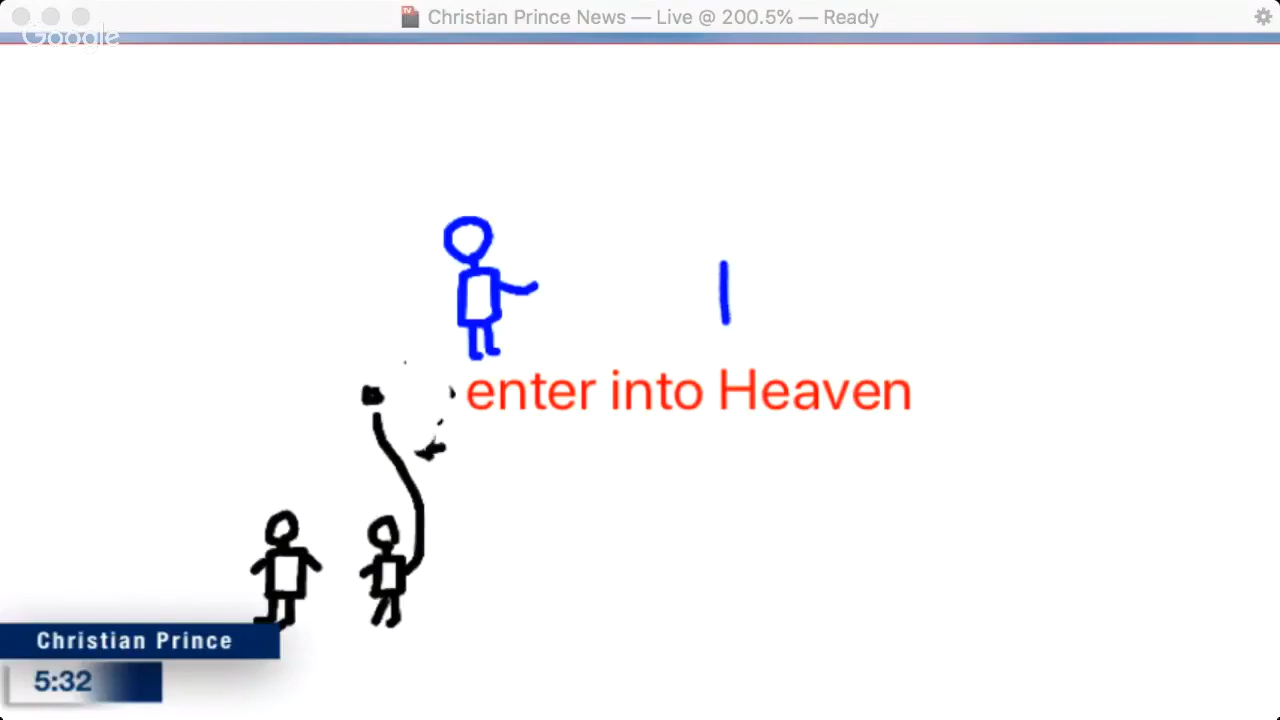 Christian Prince News — Live @ 200.5% — Ready
Google
enter into Heaven
Christian Prince
5:32